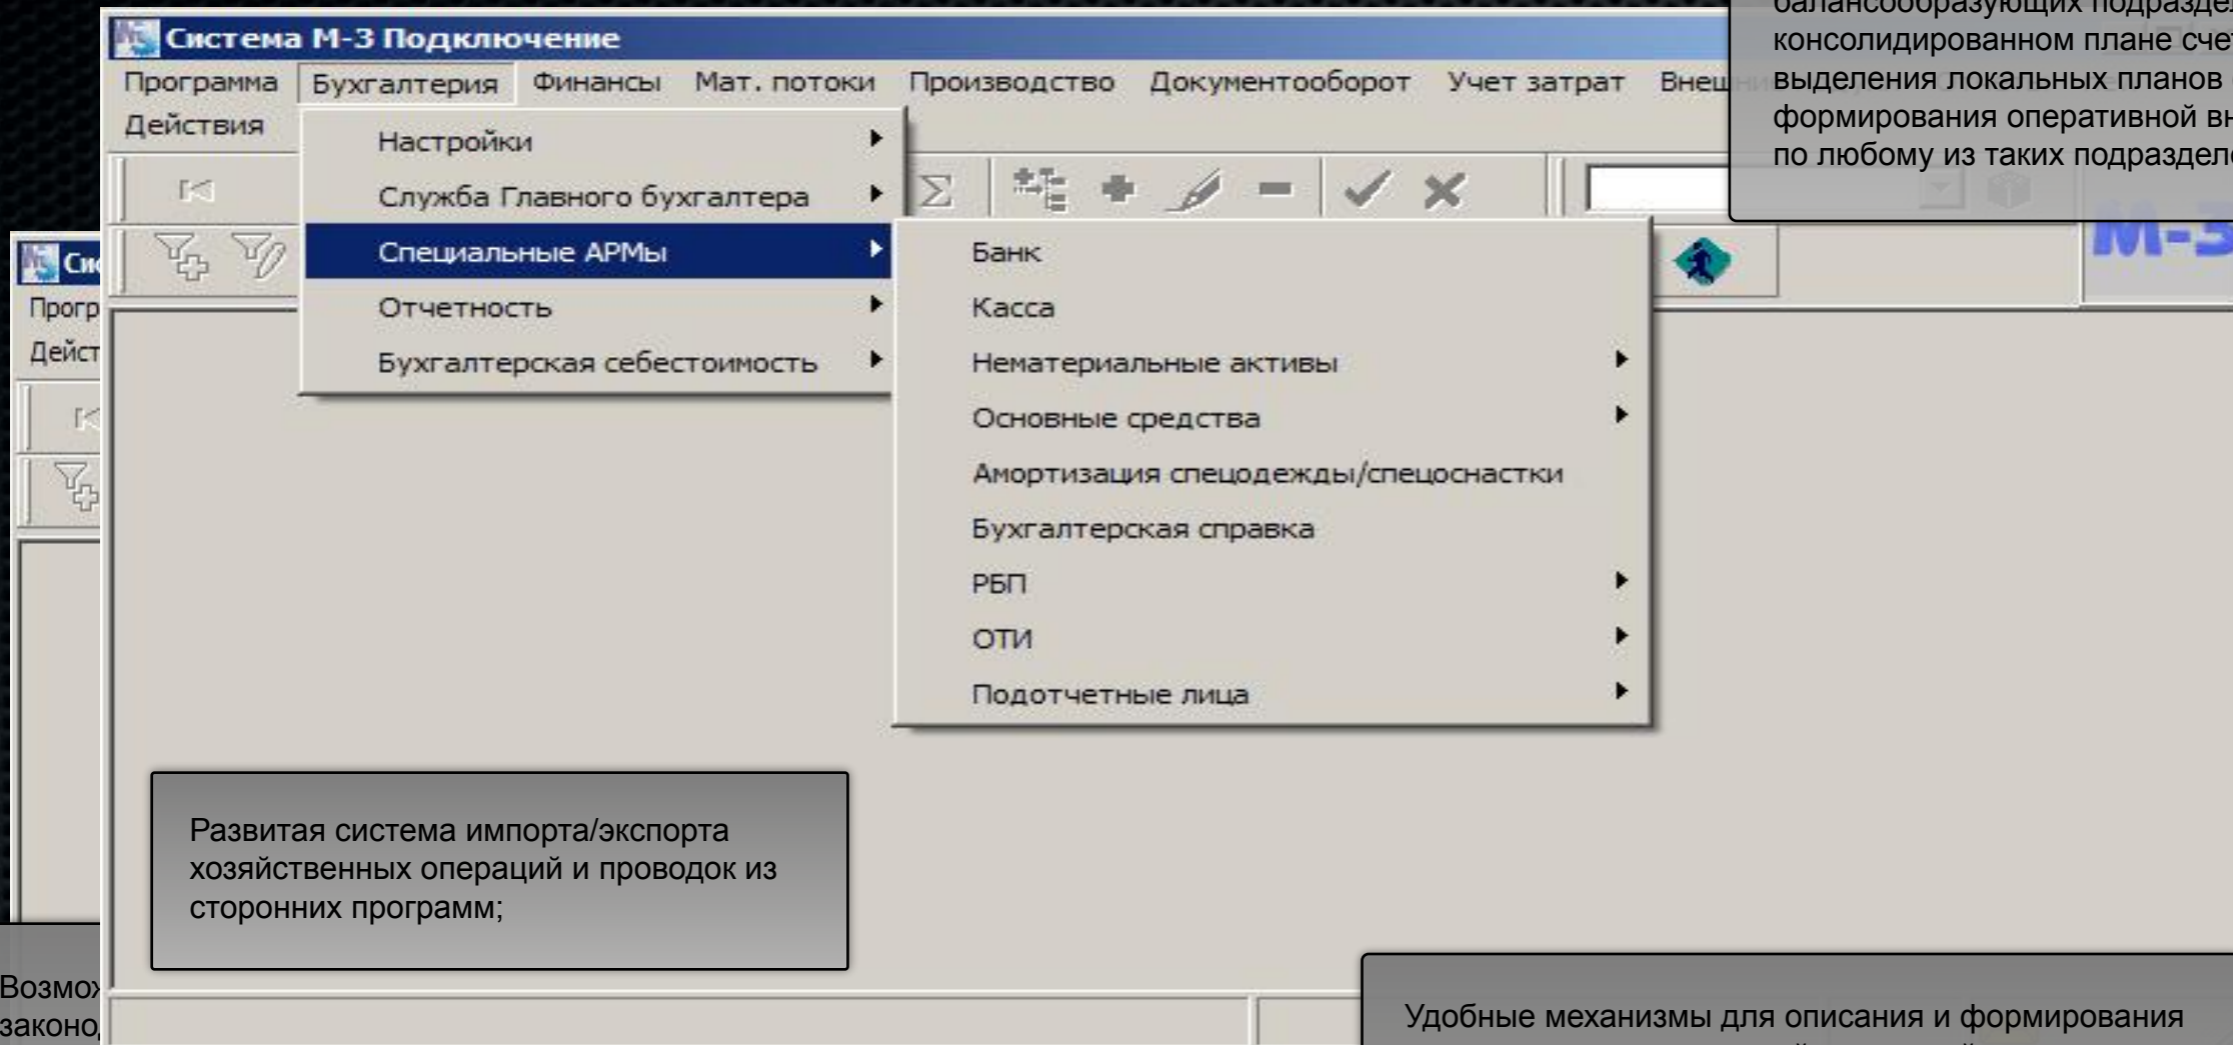 балансообразующих
консолидированном плане
выделения локальных планов
формирования оперативной
по любому из таких
Система М-3 Подключение
Программа Бухгалтерия Финансы Мат. потоки Производство Документооборот Учет затрат
Действия
Настройки
Служба Главного бухгалтера
Специальные АРМы
Отчетность
Бухгалтерская себестоимость
Банк
Касса
Нематериальные активы
Основные средства
Амортизация спецодежды/спецоснастки
Бухгалтерская справка
РБП
ОТИ
Подотчетные лица
М-3
Развитая система импорта/экспорта
хозяйственных операций и проводок из
сторонних программ;
Удобные механизмы для описания и формирования